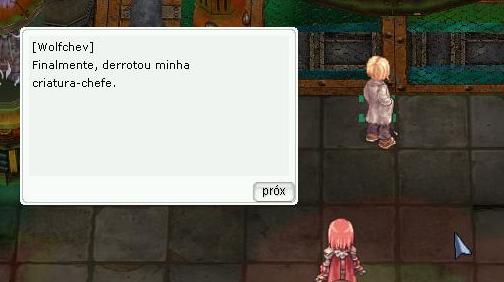 [Wolfchev]
Finalmente, derrotou minha
criatura-chefe.
próx